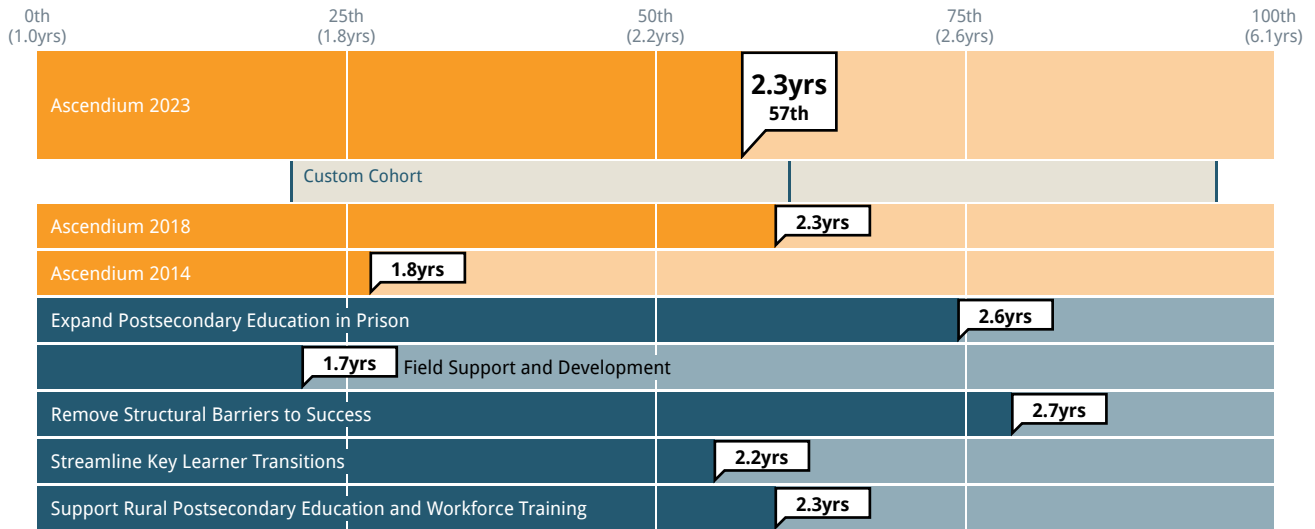 0th 25th 50th 75th 100th
(1.0yrs) (1.8yrs) (2.2yrs) (2.6yrs) (6.1yrs)
Ascendium 2023 2.3yrs
57th
Custom Cohort
Ascendium 2018 2.3yrs
Ascendium 2014 1.8yrs
Expand Postsecondary Education in Prison 2.6yrs
1.7yrs Field Support and Development
Remove Structural Barriers to Success 2.7yrs
Streamline Key Learner Transitions 2.2yrs
Support Rural Postsecondary Education and Workforce Training 2.3yrs